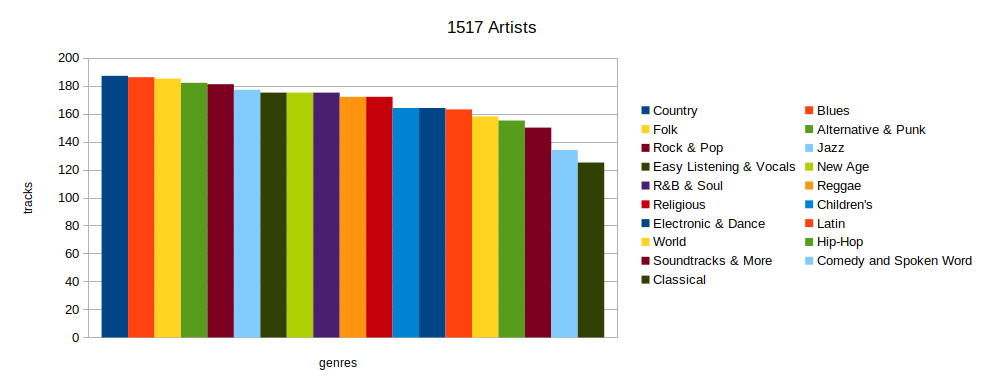 1517 Artists
200
180
160
140
120
100
80
60
40
20
0
tracks
genres
Country
Blues
Folk
Alternative & Punk
Rock & Pop
Jazz
Easy Listening & Vocals
New Age
R&B & Soul
Reggae
Religious
Children's
Electronic & Dance
Latin
World
Hip-Hop
Soundtracks & More
Comedy and Spoken Word
Classical